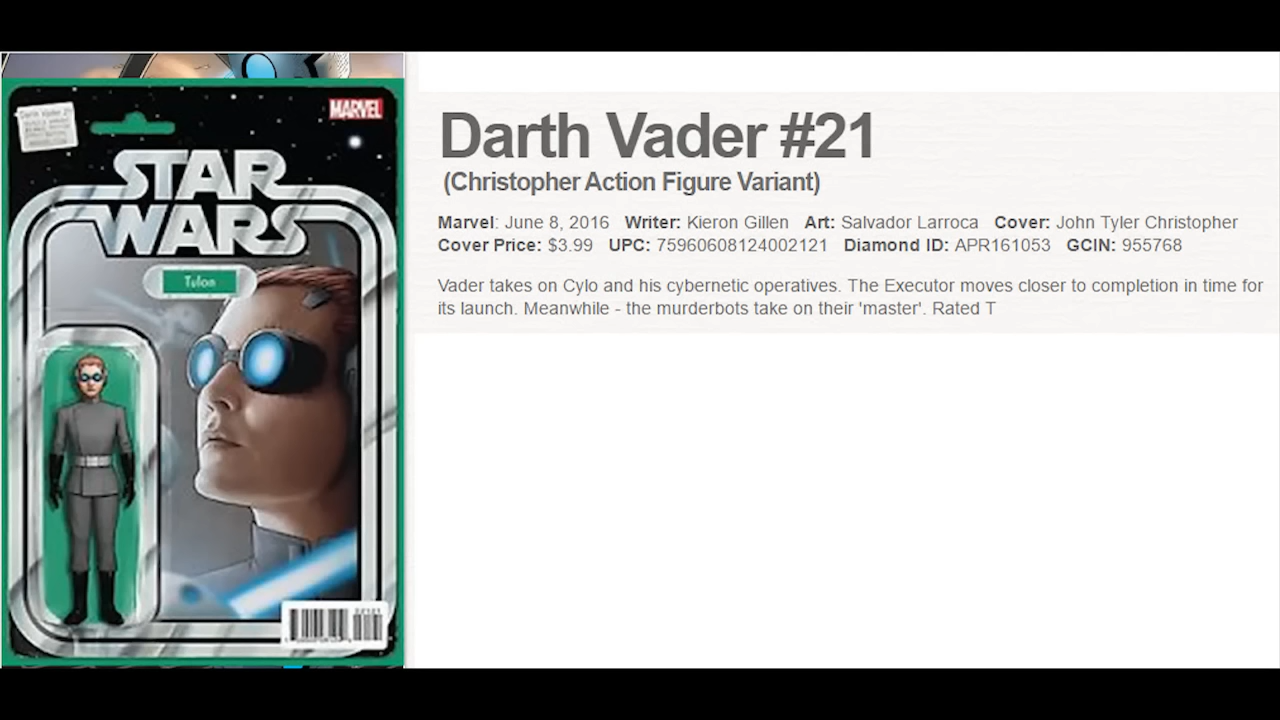 MARVEL
STAR
WARS
Tulon
Darth Vader #21
(Christopher Action Figure Variant)
Marvel: June 8, 2016 Writer: Kieron Gillen Art: Salvador Larroca Cover: John Tyler Christopher
Cover Price: $3.99 UPC: 75960608124002121 Diamond ID: APR161053 GCIN: 955768
Vader takes on Cylo and his cybernetic operatives. The Executor moves closer to completion in time for
its launch. Meanwhile - the murderbots take on their 'master'. Rated T